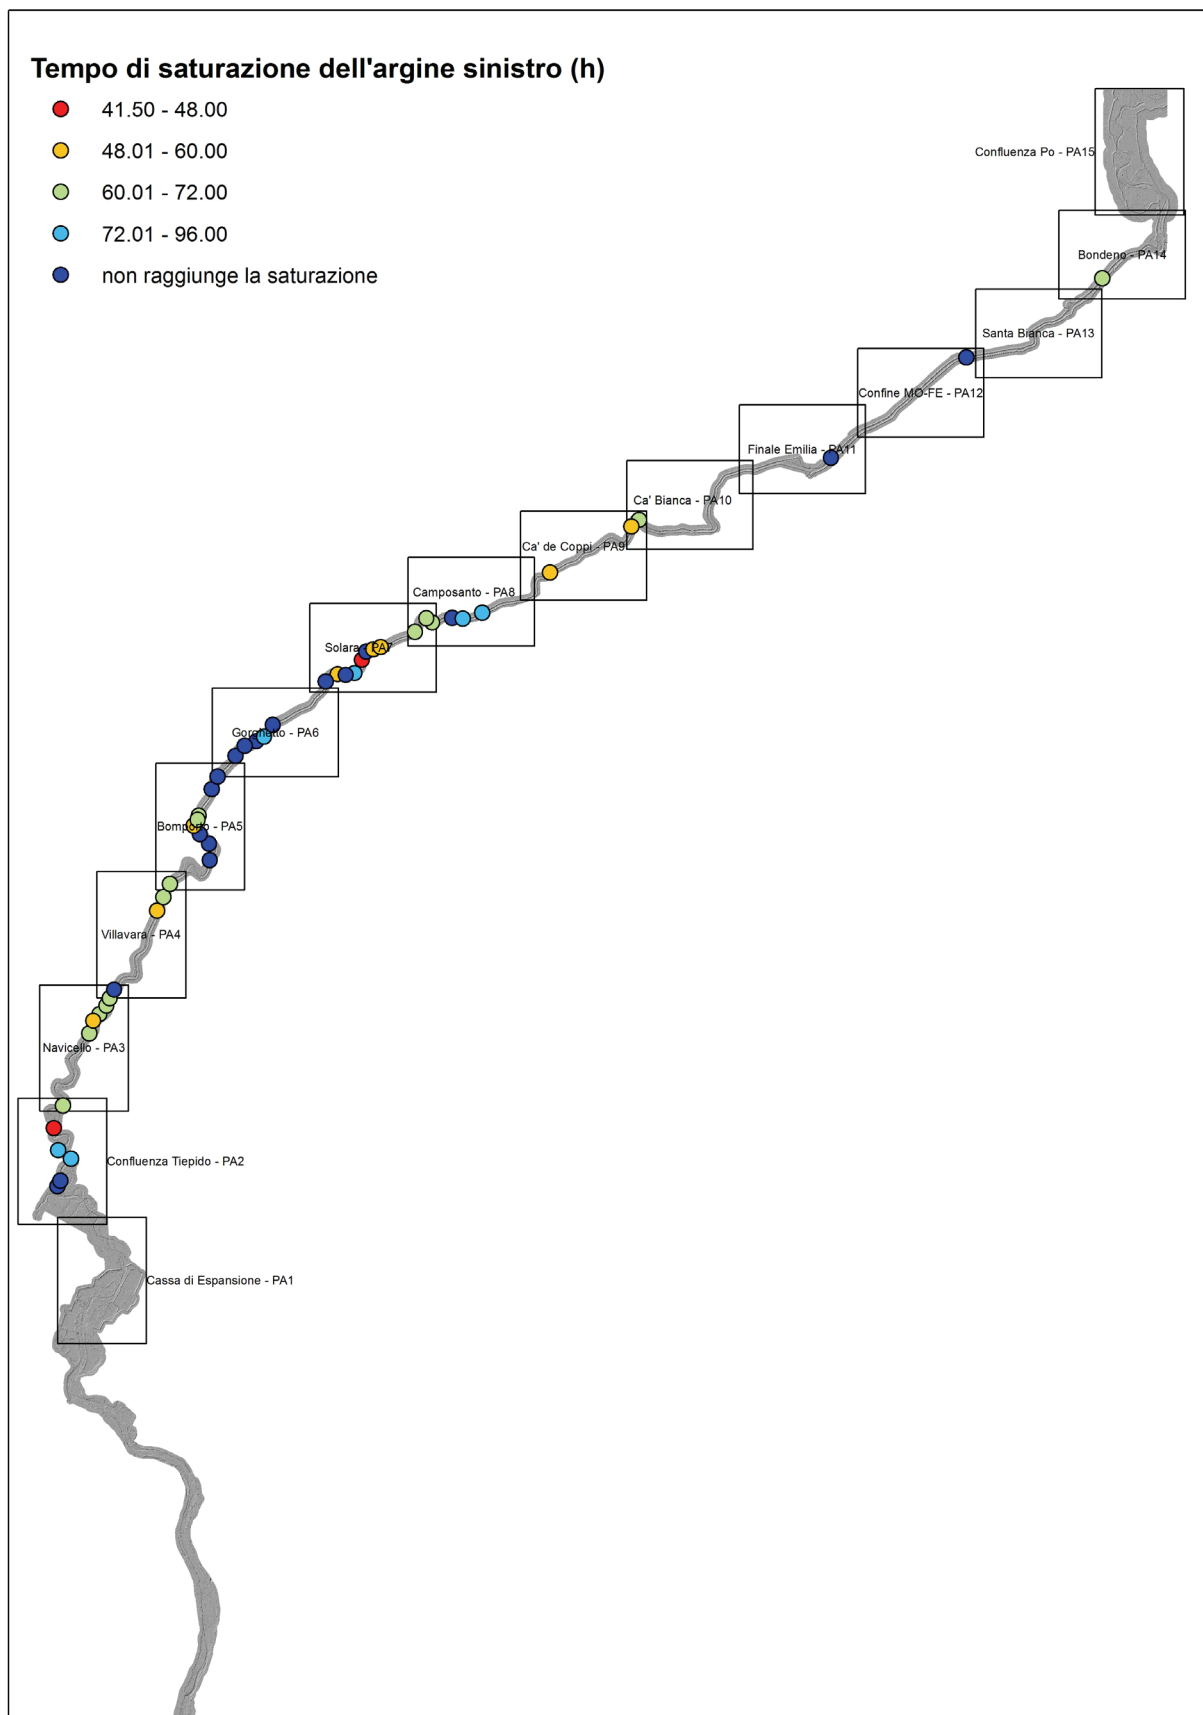 Tempo di saturazione dell'argine sinistro (h)
41.50 - 48.00
48.01 - 60.00
60.01 - 72.00
72.01 - 96.00
non raggiunge la saturazione
Confluenza Po - PA15
Bondeno - PA14
Santa Bianca - PA13
Confine MO-FE - PA12
Finale Emilia - PA11
Ca' Bianca - PA10
Ca' de Coppi - PA9
Camposanto - PA8
Solara - PA7
Gorghetto - PA6
Bomporto - PA5
Villavara - PA4
Navicello - PA3
Confluenza Tiepido - PA2
Cassa di Espansione - PA1